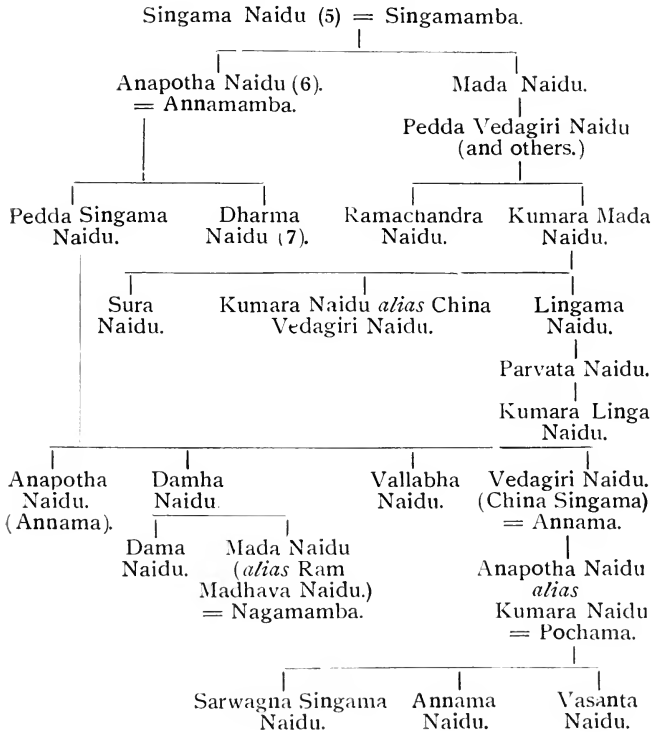 Singama Naidu (5) = Singamamba.
Anapotha Naidu (6). Mada Naidu.
= Annamamba.
Pedda Vedagiri Naidu
(and others.)
Pedda Singama Dharma Ramachandra Kumara Mada
Naidu. Naidu (7). Naidu. Naidu.
Sura Kumara Naidu alias China Lingama
Naidu. Vedagiri Naidu. Naidu.
Parvata Naidu.
Kumara Linga
Naidu.
Anapotha Damha Vallabha Vedagiri Naidu.
Naidu. Naidu. Naidu. (China Singama)
(Annama). = Annama.
Dama Mada Naidu
Naidu. (alias Ram
Madhava Naidu.)
= Nagamamba.
Anapotha Naidu
alias
Kumara Naidu
= Pochama.
Sarwagna Singama Annama Vasanta
Naidu. Naidu. Naidu.